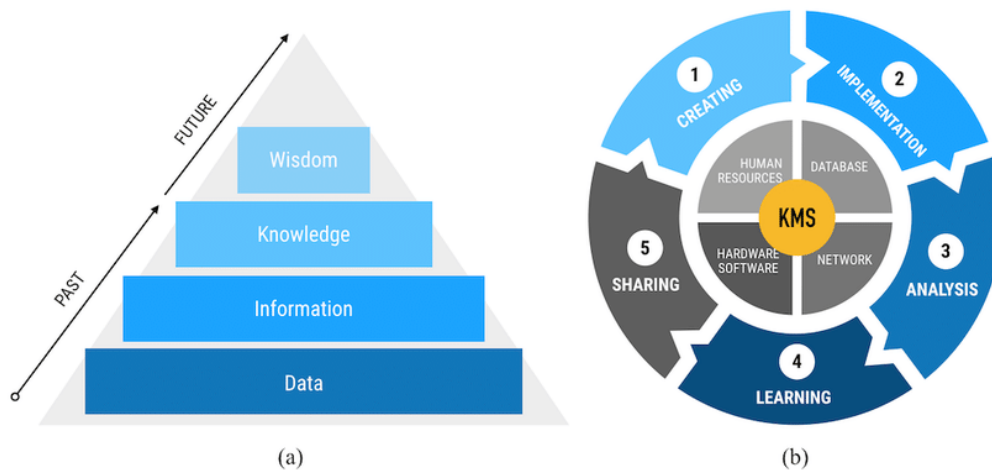 FUTURE
PAST
Wisdom
Knowledge
Information
Data
(a)
1
CREATING
2
IMPLEMENTATION
3
ANALYSIS
4
LEARNING
5
SHARING
HUMAN
RESOURCES
DATABASE
KMS
HARDWARE
SOFTWARE
NETWORK
(b)